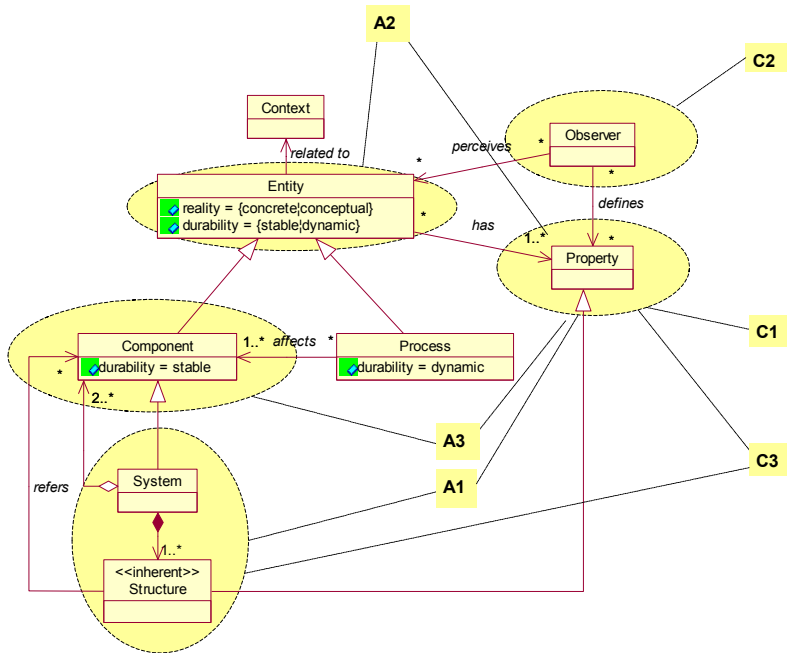 A2
C2
Context
Observer
related to
*
perceives
*
*
Entity
reality = {concrete¦conceptual}
durability = {stable¦dynamic}
*
has
defines
1..*
*
Property
C1
Component
durability = stable
1..*
affects
*
Process
durability = dynamic
*
2..*
A3
C3
refers
System
A1
1..*
<<inherent>>
Structure